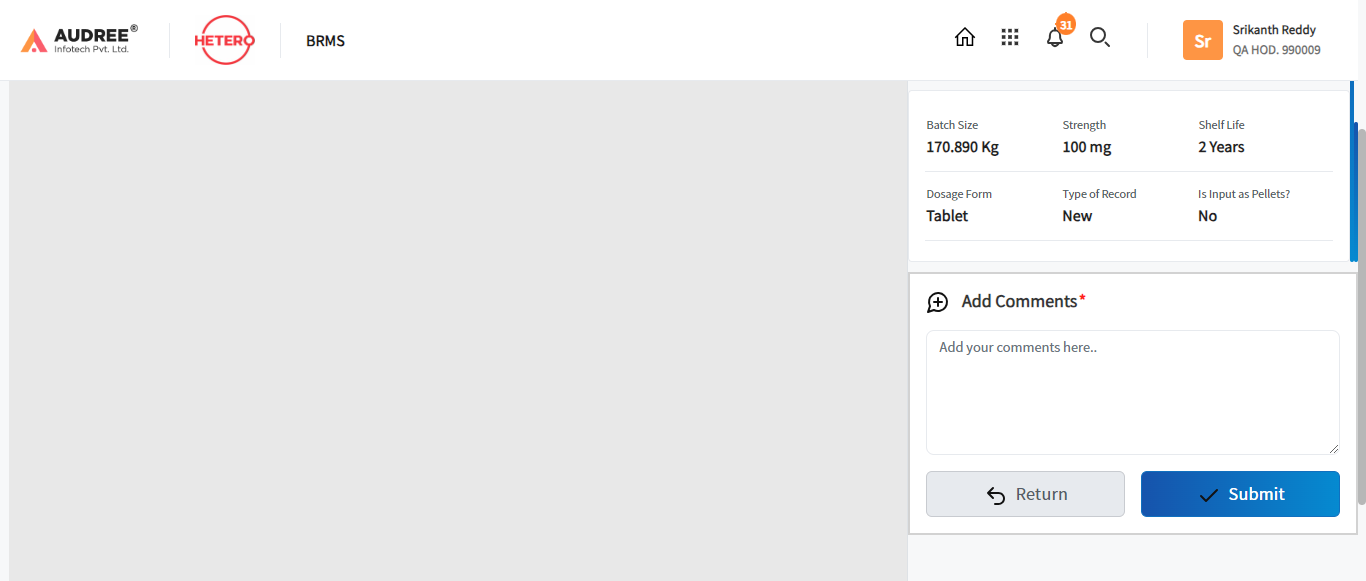 AUDREE®
Infotech Pvt. Ltd.
HETERO
BRMS
31
Sr
Srikanth Reddy
QA HOD. 990009
Batch Size
Strength
Shelf Life
170.890 Kg
100 mg
2 Years
Dosage Form
Type of Record
Is Input as Pellets?
Tablet
New
No
Add Comments*
Add your comments here..
Return
Submit